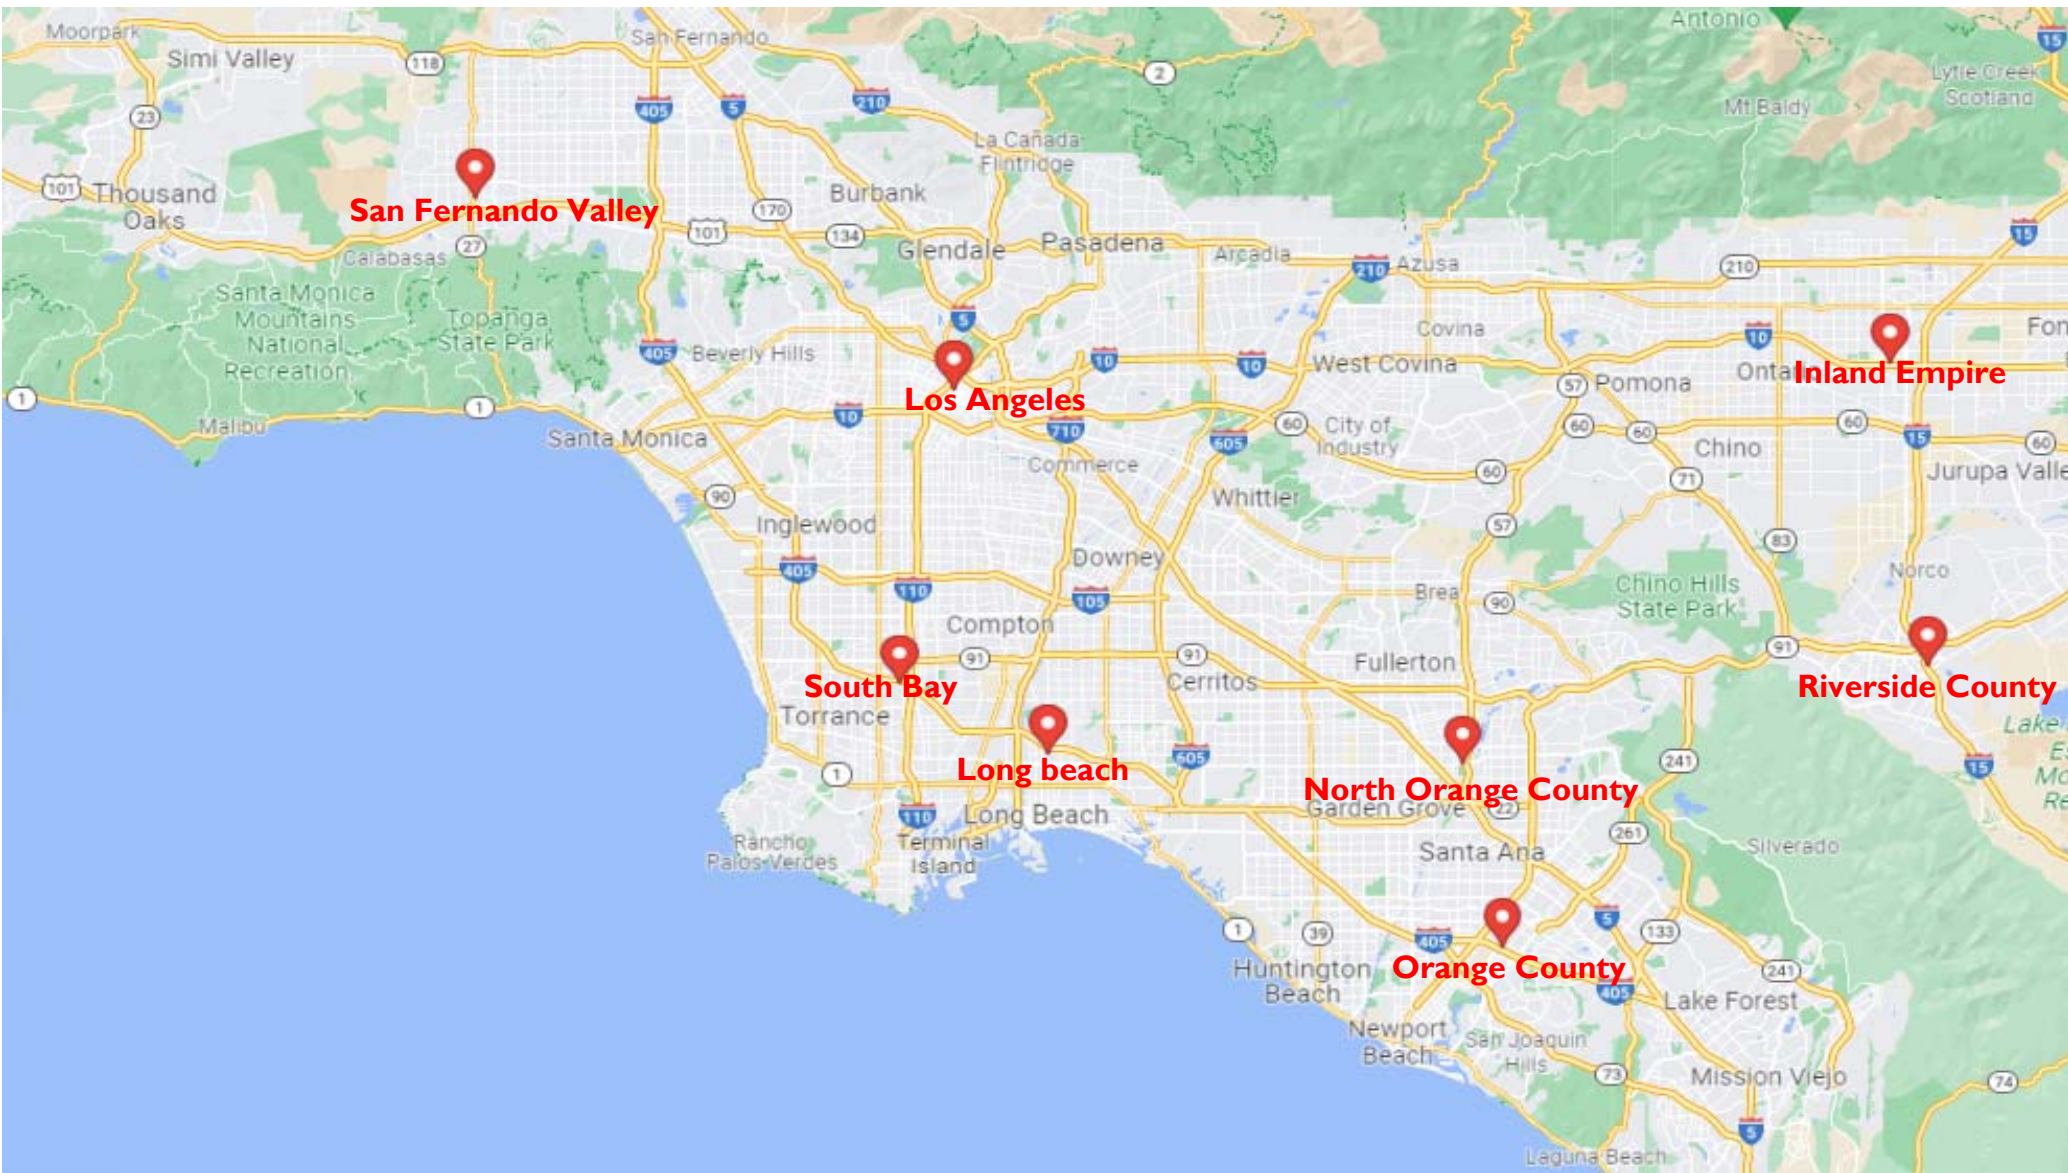 Moorpark
Simi Valley
118
San Fernando
Antonio
15
2
Lytle Creek
Scotland
Mt Baldy
23
405
5
210
La Cañada
Flintridge
101
Thousand
Oaks
San Fernando Valley
Burbank
170
101
134
27
Calabasas
Glendale
Pasadena
Arcadia
210
Azusa
210
15
Santa Monica
Mountains
National
Recreation
Topanga
State Park
5
405
Beverly Hills
10
10
West Covina
Covina
10
Fon
57
Pomona
Inland Empire
1
1
Los Angeles
Malibu
Santa Monica
10
710
605
60
City of
Industry
60
60
60
15
60
Chino
Commerce
60
71
Jurupa Valle
90
Whittier
Inglewood
57
83
405
110
Downey
105
Norco
Brea
90
Chino Hills
State Park
Compton
91
91
Fullerton
91
South Bay
Cerritos
Riverside County
Torrance
Lake
Es
Mo
Re
1
Long beach
605
241
15
North Orange County
110
Long Beach
Garden Grove
22
Rancho
Palos Verdes
Terminal
Island
261
Santa Ana
Silverado
1
39
405
5
133
Huntington
Beach
Orange County
241
405
Lake Forest
Newport
Beach
San Joaquin
Hills
73
Mission Viejo
74
5
Laguna Beach